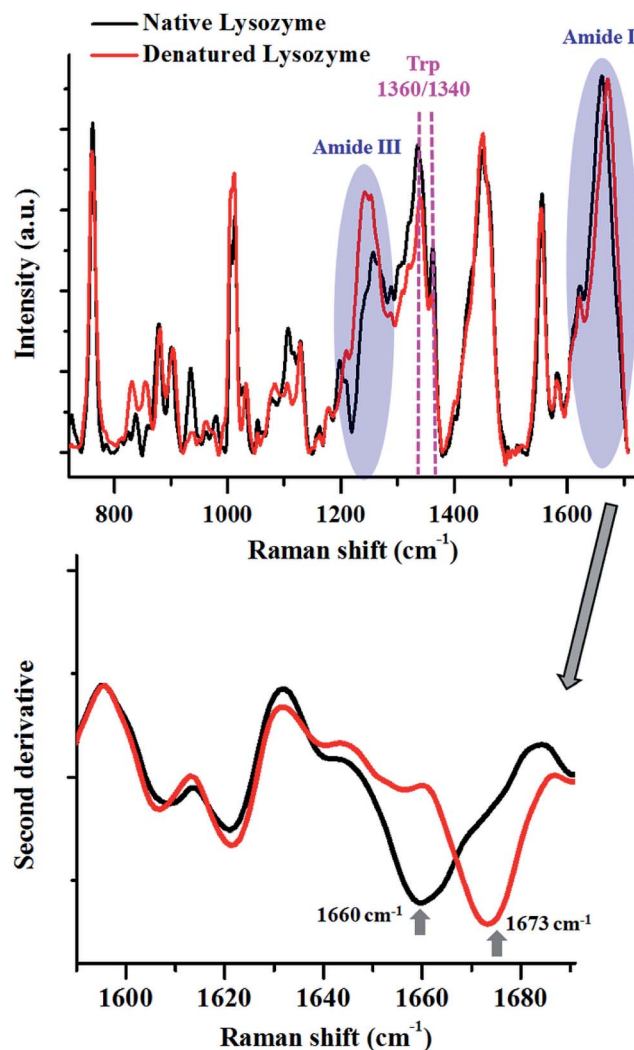 Native Lysozyme
Denatured Lysozyme
Trp
1360/1340
Amide I
Amide III
Intensity (a.u.)
800 1000 1200 1400 1600
Raman shift (cm⁻¹)
Second derivative
1660 cm⁻¹
1673 cm⁻¹
1600 1620 1640 1660 1680
Raman shift (cm⁻¹)